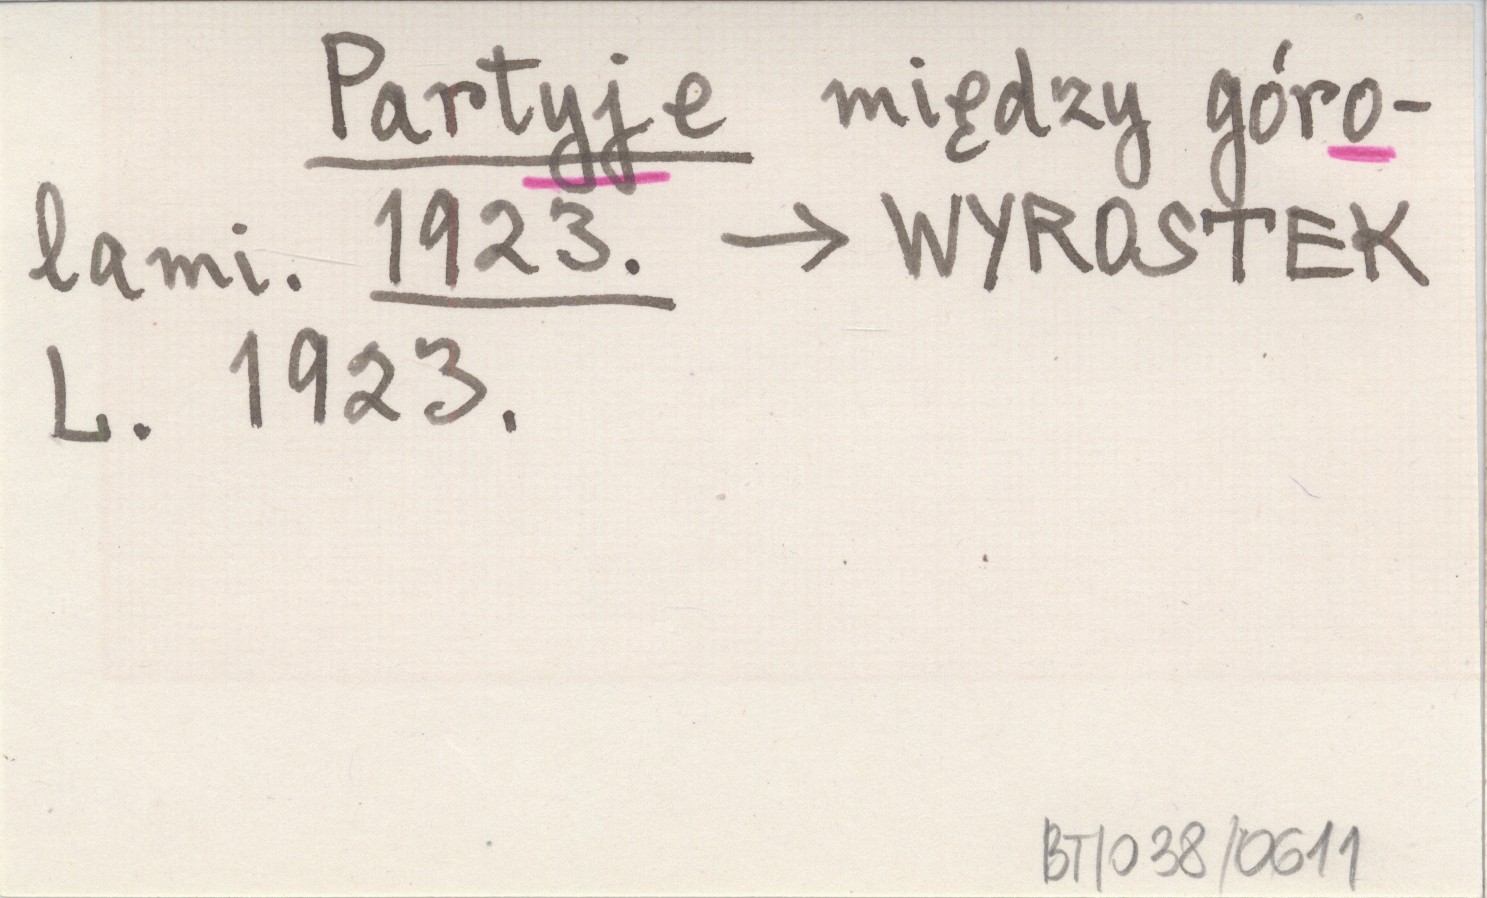 Partyje między góro-
lami. 1923. → WYROSTEK
L. 1923.
BT/038/0611